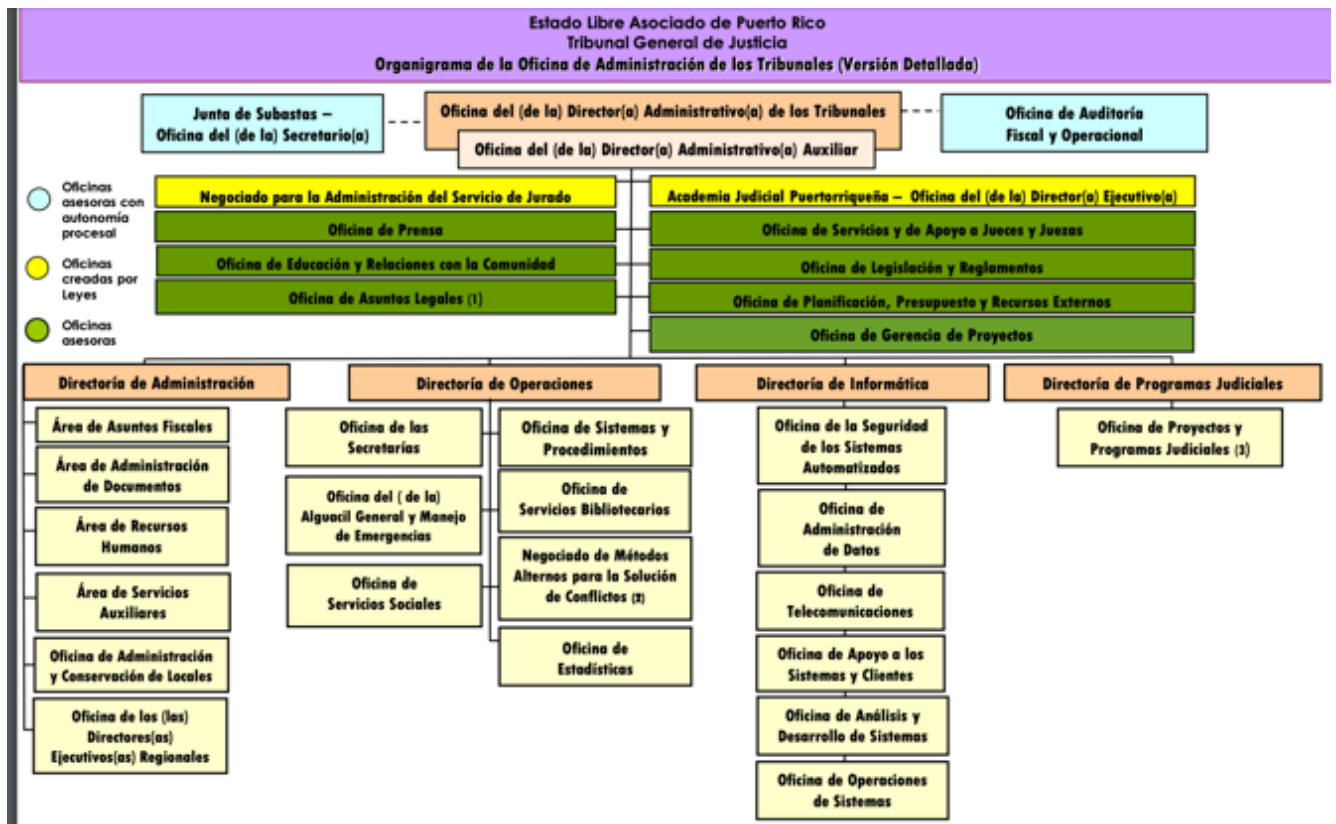 Estado Libre Asociado de Puerto Rico
Tribunal General de Justicia
Organigrama de la Oficina de Administración de los Tribunales (Versión Detallada)
Junta de Subastas –
Oficina del (de la) Secretario(a)
Oficina del (de la) Director(a) Administrativo(a) de los Tribunales
Oficina de Auditoría
Fiscal y Operacional
Oficina del (de la) Director(a) Administrativo(a) Auxiliar
Oficinas
asesoras con
autonomía
procesal
Oficinas
creadas por
Leyes
Oficinas
asesoras
Negociado para la Administración del Servicio de Jurado
Academia Judicial Puertorriqueña – Oficina del (de la) Director(a) Ejecutivo(a)
Oficina de Prensa
Oficina de Servicios y de Apoyo a Jueces y Juezas
Oficina de Educación y Relaciones con la Comunidad
Oficina de Legislación y Reglamentos
Oficina de Asuntos Legales (1)
Oficina de Planificación, Presupuesto y Recursos Externos
Oficina de Gerencia de Proyectos
Directoría de Administración
Área de Asuntos Fiscales
Área de Administración
de Documentos
Área de Recursos
Humanos
Área de Servicios
Auxiliares
Oficina de Administración
y Conservación de Locales
Oficina de los (las)
Directores(as)
Ejecutivos(as) Regionales
Directoría de Operaciones
Oficina de las
Secretarías
Oficina del ( de la)
Alguacil General y Manejo
de Emergencias
Oficina de
Servicios Sociales
Oficina de Sistemas y
Procedimientos
Oficina de
Servicios Bibliotecarios
Negociado de Métodos
Alternos para la Solución
de Conflictos (2)
Oficina de
Estadísticas
Directoría de Informática
Oficina de la Seguridad
de los Sistemas
Automatizados
Oficina de
Administración
de Datos
Oficina de
Telecomunicaciones
Oficina de Apoyo a los
Sistemas y Clientes
Oficina de Análisis y
Desarrollo de Sistemas
Oficina de Operaciones
de Sistemas
Directoría de Programas Judiciales
Oficina de Proyectos y
Programas Judiciales (3)